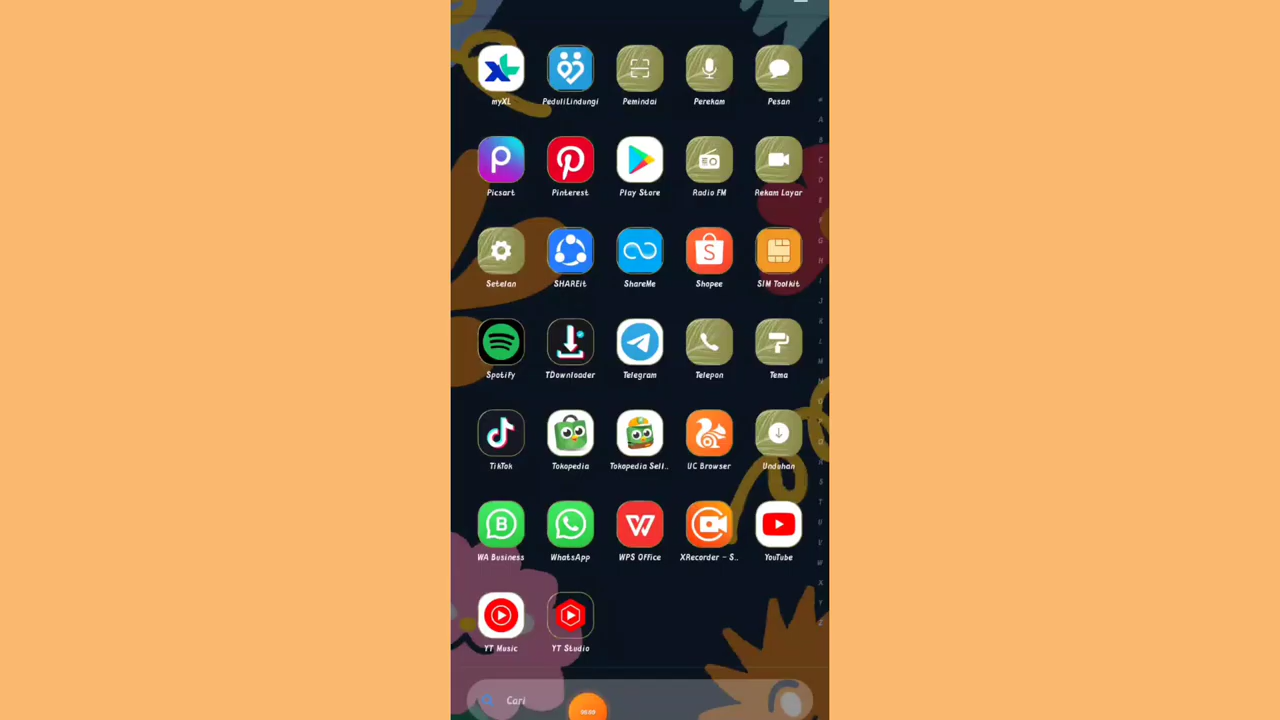 myXL PeduliLindungi Pemindai Perekam Pesan
Picsart Pinterest Play Store Radio FM Rekam Layar
Setelan SHAREit ShareMe Shopee SIM Toolkit
Spotify TDownloader Telegram Telepon Tema
TikTok Tokopedia Tokopedia Sell.. UC Browser Unduhan
WA Business WhatsApp WPS Office XRecorder - S.. YouTube
YT Music YT Studio
Cari